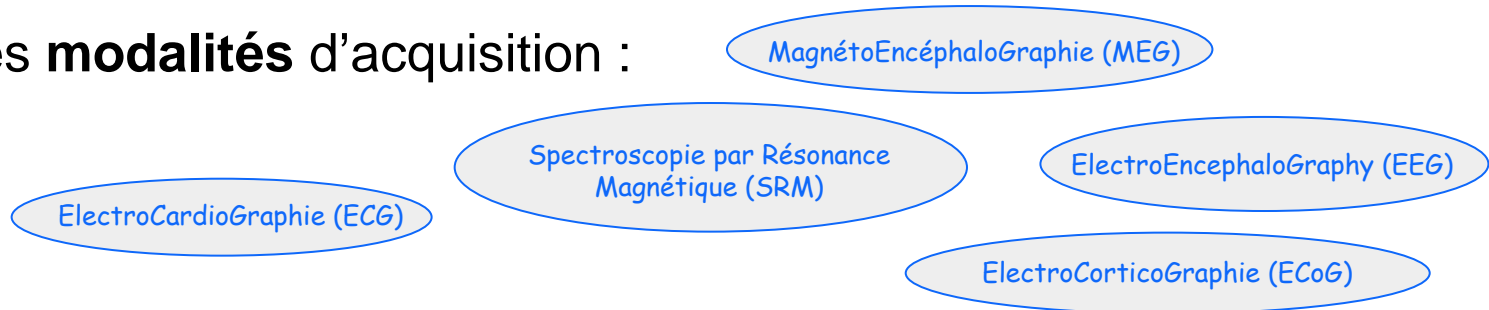 es modalités d'acquisition :
MagnétoEncéphaloGraphie (MEG)
Spectroscopie par Résonance
Magnétique (SRM)
ElectroEncephaloGraphy (EEG)
ElectroCardioGraphie (ECG)
ElectroCorticoGraphie (ECoG)